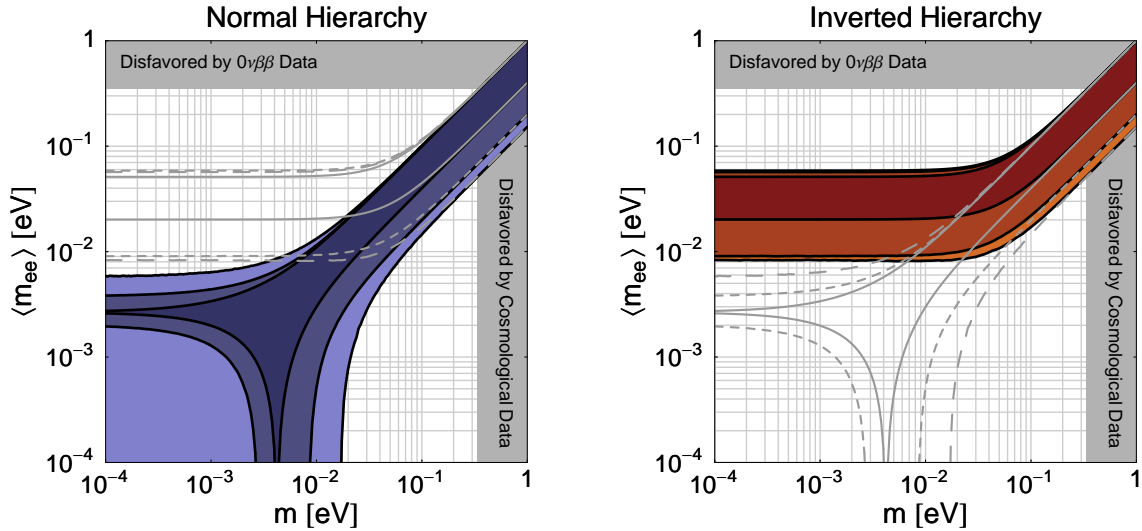 Normal Hierarchy
Disfavored by 0νββ Data
Disfavored by Cosmological Data
1
10⁻¹
10⁻²
10⁻³
10⁻⁴
⟨mₑₑ⟩ [eV]
10⁻⁴ 10⁻³ 10⁻² 10⁻¹ 1
m [eV]
Inverted Hierarchy
Disfavored by 0νββ Data
Disfavored by Cosmological Data
1
10⁻¹
10⁻²
10⁻³
10⁻⁴
⟨mₑₑ⟩ [eV]
10⁻⁴ 10⁻³ 10⁻² 10⁻¹ 1
m [eV]